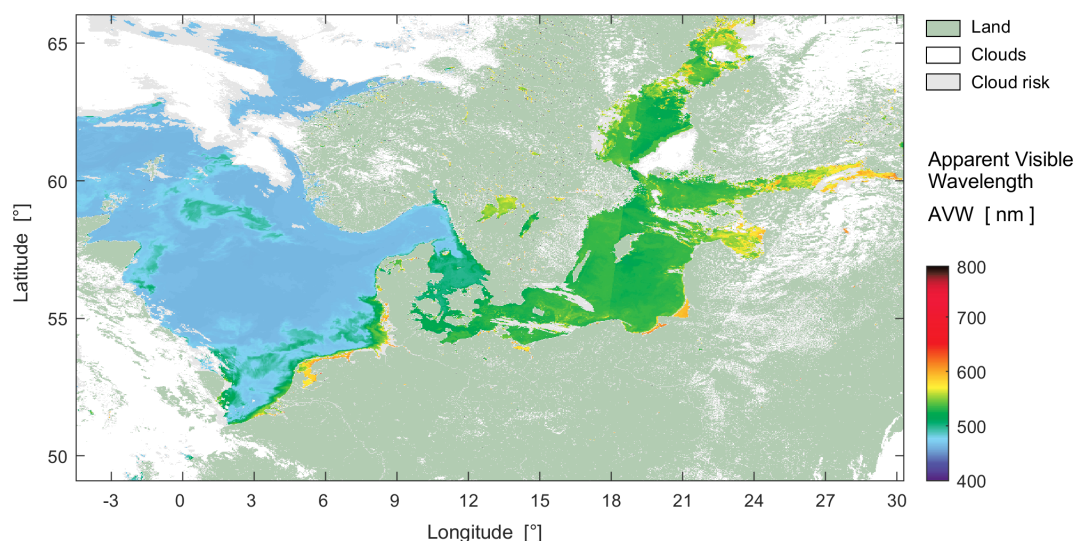 65
60
55
50
-3
0
3
6
9
12
15
18
21
24
27
30
Latitude [°]
Longitude [°]
Land
Clouds
Cloud risk
Apparent Visible
Wavelength
AVW [ nm ]
800
700
600
500
400